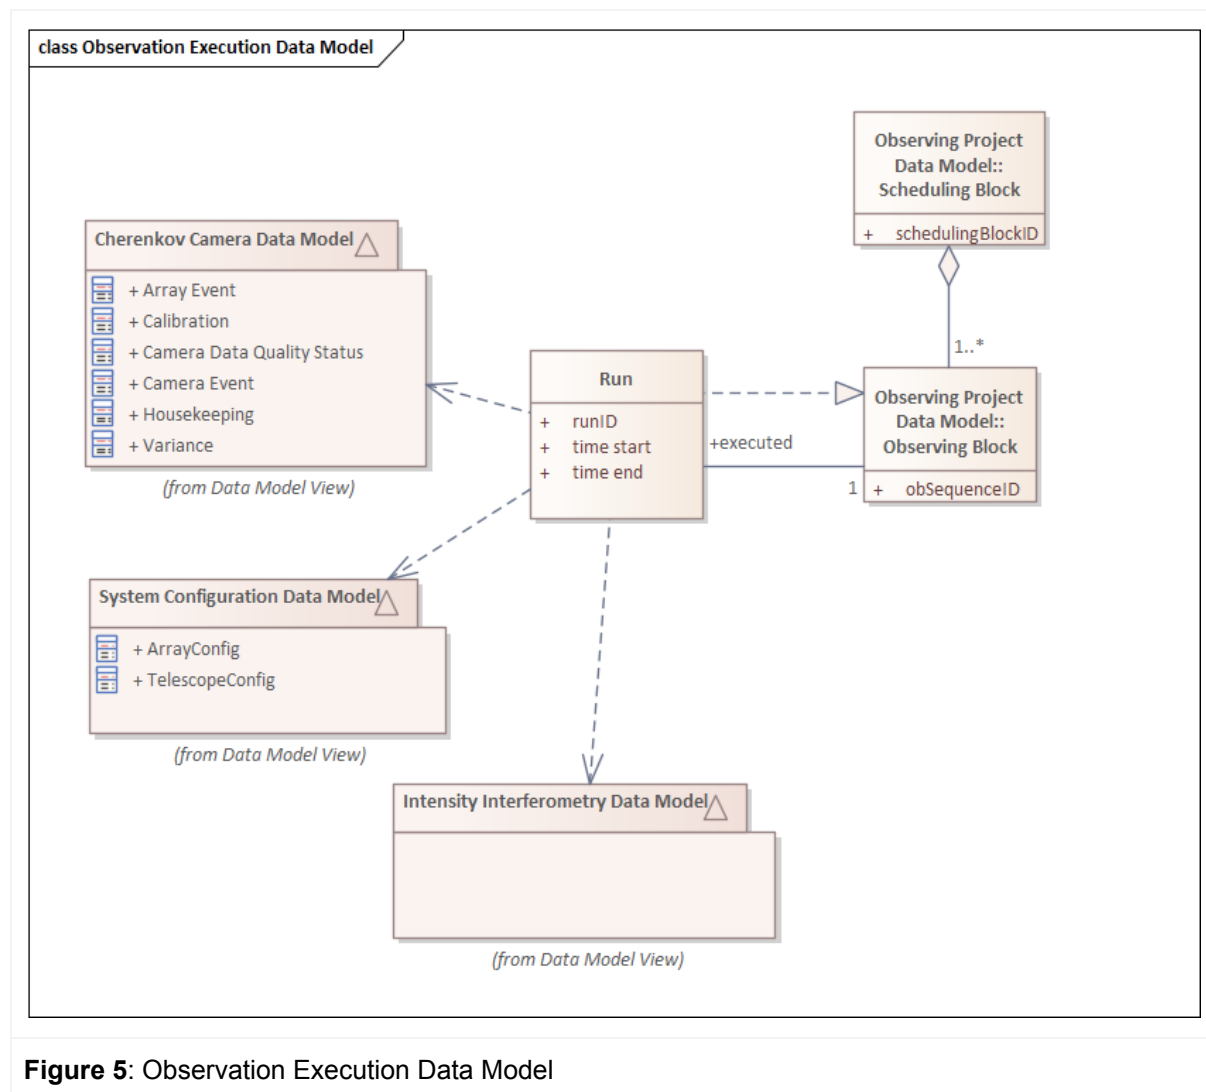 class Observation Execution Data Model
Observing Project
Data Model::
Scheduling Block
+ schedulingBlockID
Cherenkov Camera Data Model
+ Array Event
+ Calibration
+ Camera Data Quality Status
+ Camera Event
+ Housekeeping
+ Variance
(from Data Model View)
Run
+ runID
+ time start
+ time end
+executed
1
1..*
Observing Project
Data Model::
Observing Block
+ obSequenceID
System Configuration Data Model
+ ArrayConfig
+ TelescopeConfig
(from Data Model View)
Intensity Interferometry Data Model
(from Data Model View)
Figure 5: Observation Execution Data Model